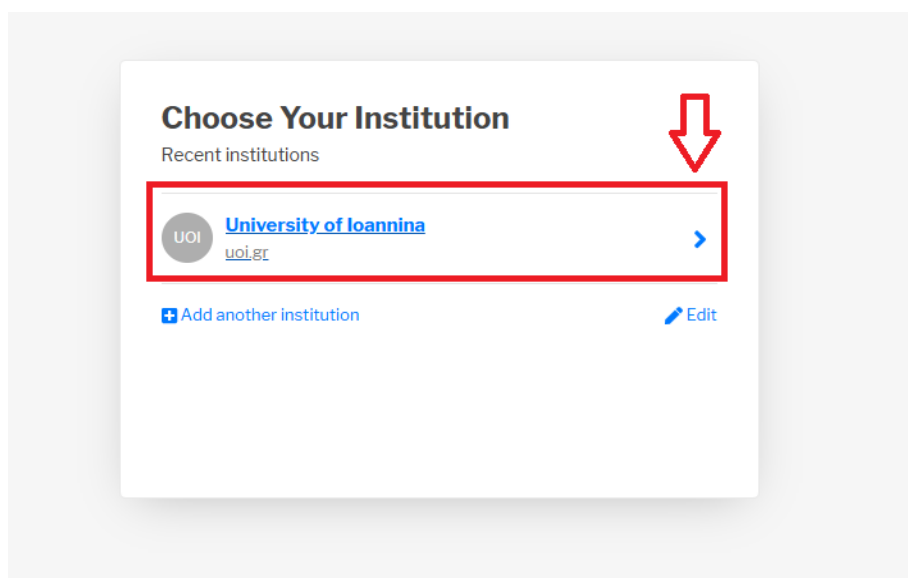 Choose Your Institution
Recent institutions
UOI
University of Ioannina
uoi.gr
Add another institution
Edit